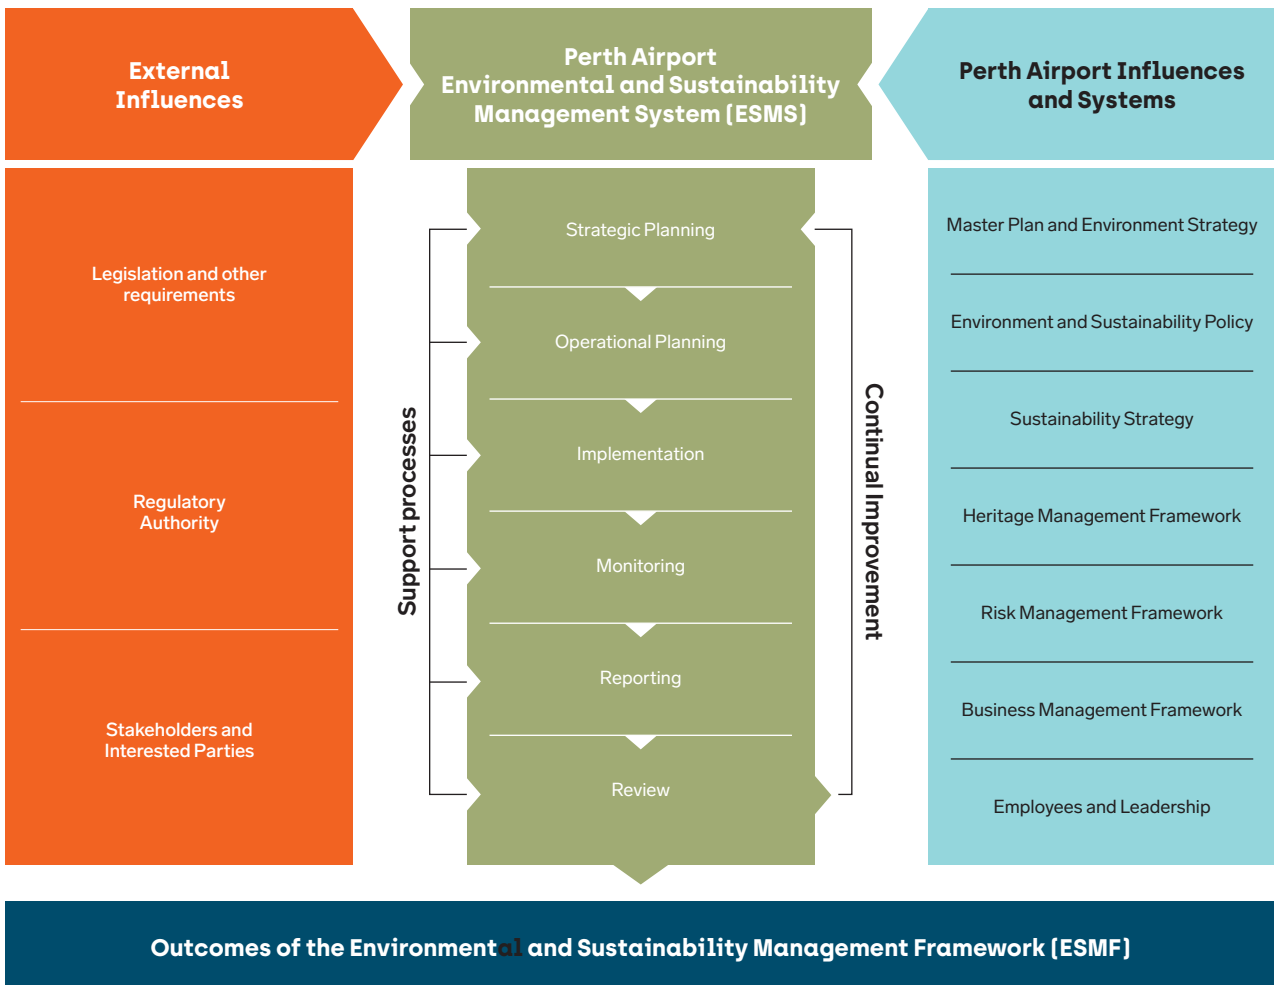 External
Influences
Perth Airport
Environmental and Sustainability
Management System (ESMS)
Perth Airport Influences
and Systems
Legislation and other
requirements
Regulatory
Authority
Stakeholders and
Interested Parties
Support processes
Strategic Planning
Operational Planning
Implementation
Monitoring
Reporting
Review
Continual Improvement
Master Plan and Environment Strategy
Environment and Sustainability Policy
Sustainability Strategy
Heritage Management Framework
Risk Management Framework
Business Management Framework
Employees and Leadership
Outcomes of the Environmental and Sustainability Management Framework (ESMF)